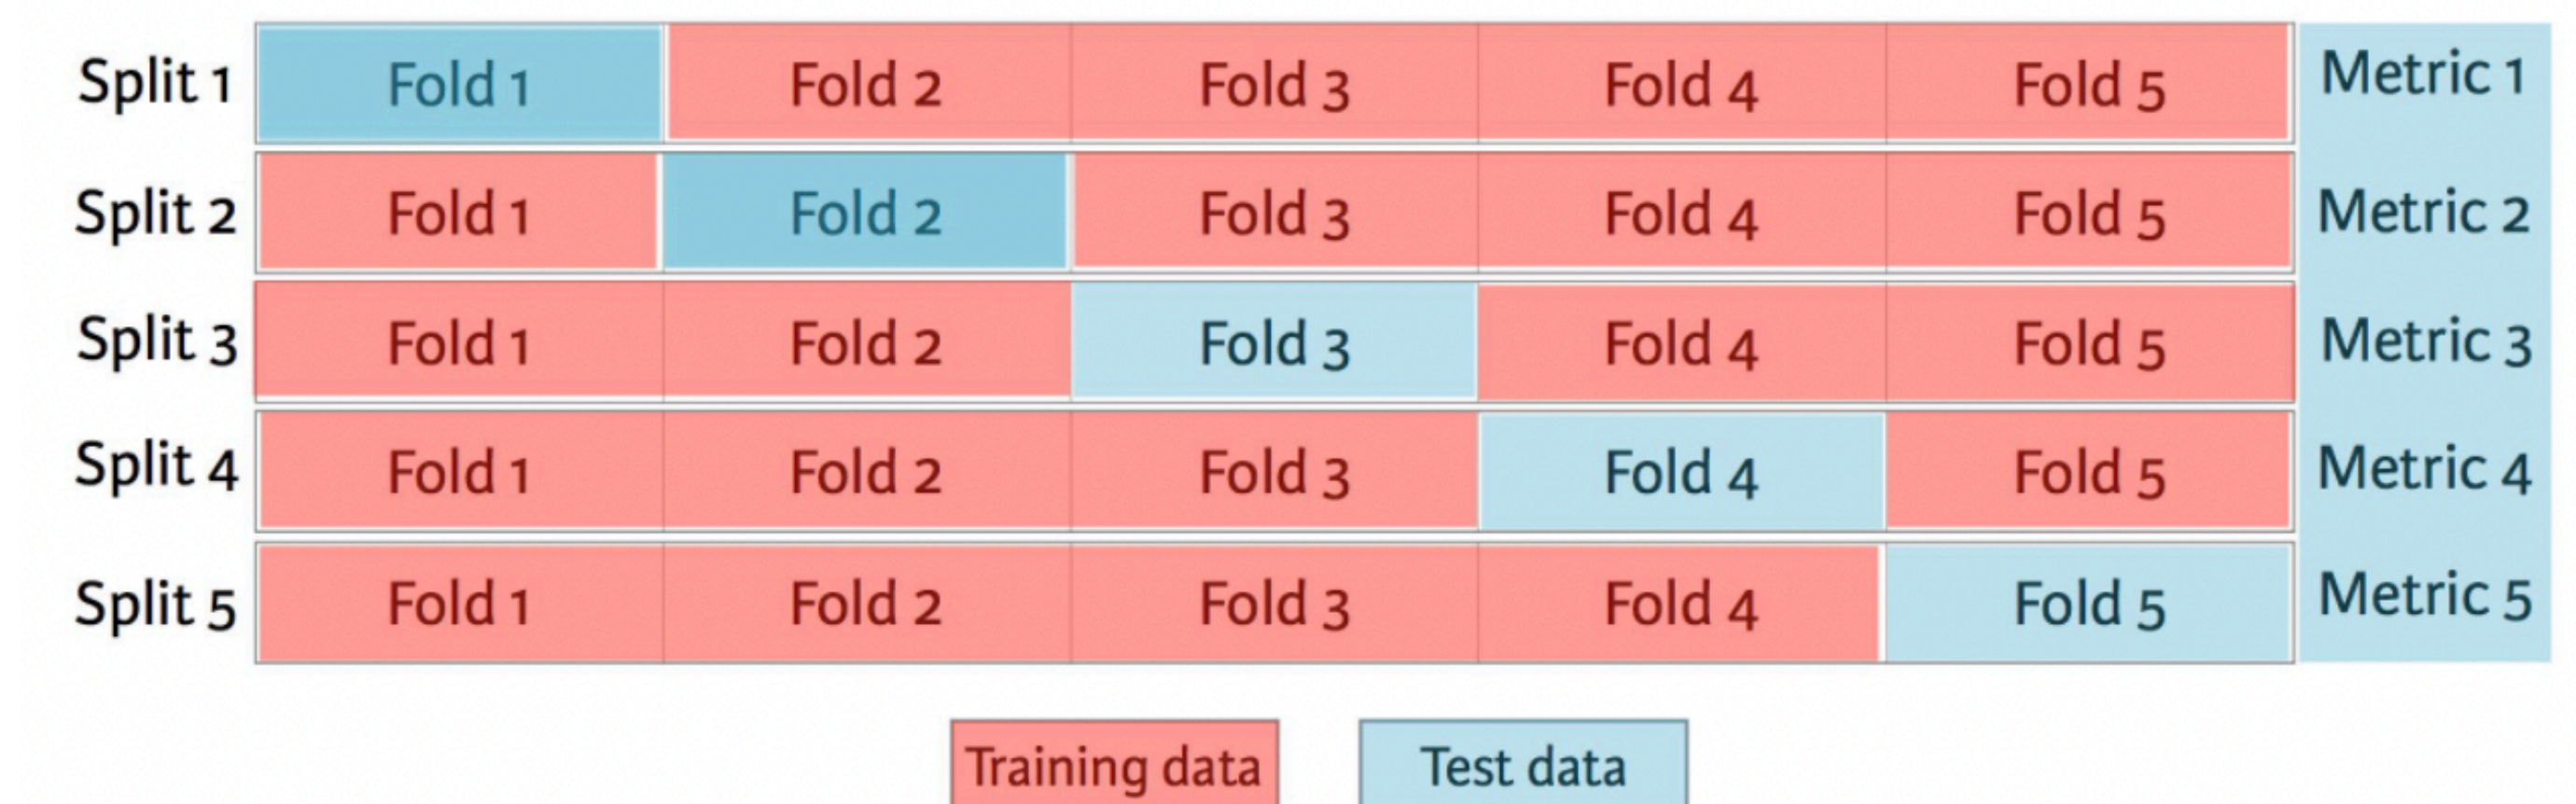 Split 1 Fold 1 Fold 2 Fold 3 Fold 4 Fold 5 Metric 1
Split 2 Fold 1 Fold 2 Fold 3 Fold 4 Fold 5 Metric 2
Split 3 Fold 1 Fold 2 Fold 3 Fold 4 Fold 5 Metric 3
Split 4 Fold 1 Fold 2 Fold 3 Fold 4 Fold 5 Metric 4
Split 5 Fold 1 Fold 2 Fold 3 Fold 4 Fold 5 Metric 5
Training data Test data